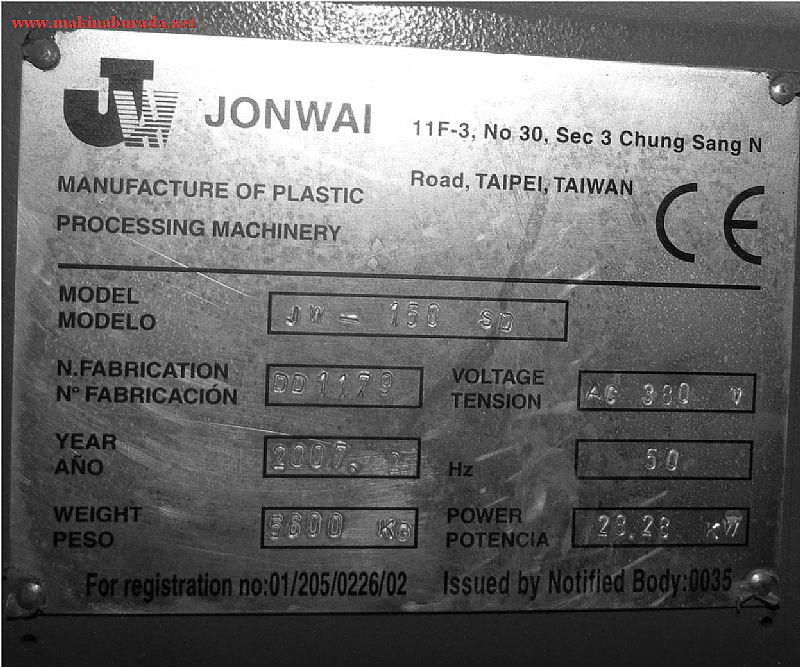 www.makinaburada.net
JW JONWAI
11F-3, No 30, Sec 3 Chung Sang N
Road, TAIPEI, TAIWAN
MANUFACTURE OF PLASTIC
PROCESSING MACHINERY
CE
MODEL
MODELO
JW - 150 SD
N.FABRICATION
Nº FABRICACIÓN
DD1179
VOLTAGE
TENSION
AC 380 V
YEAR
AÑO
2007.
Hz
50
WEIGHT
PESO
Kg
POWER
POTENCIA
KW
For registration no:01/205/0226/02
Issued by Notified Body:0035